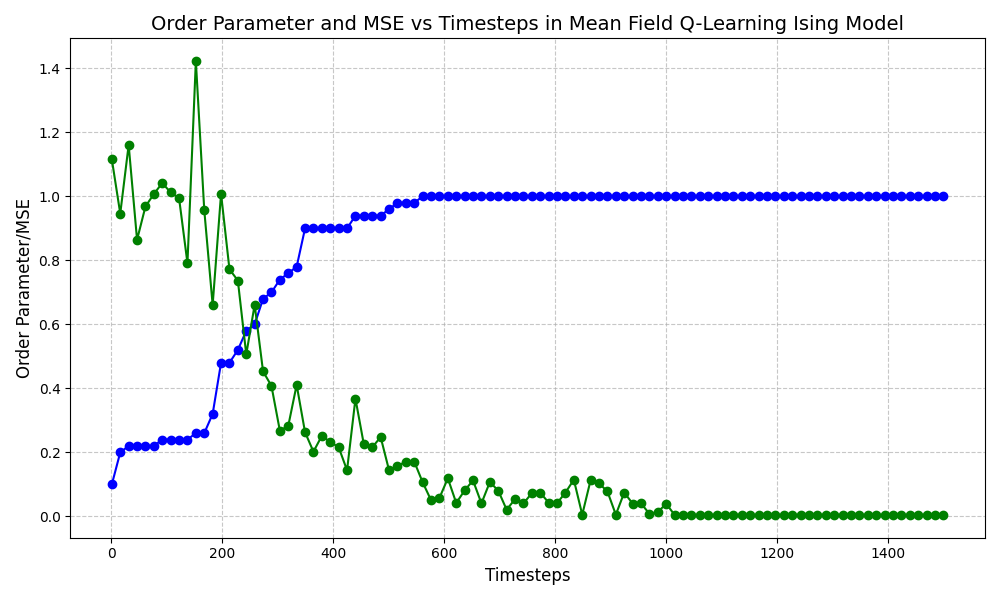 Order Parameter and MSE vs Timesteps in Mean Field Q-Learning Ising Model
Order Parameter/MSE
1.4
1.2
1.0
0.8
0.6
0.4
0.2
0.0
0 200 400 600 800 1000 1200 1400
Timesteps